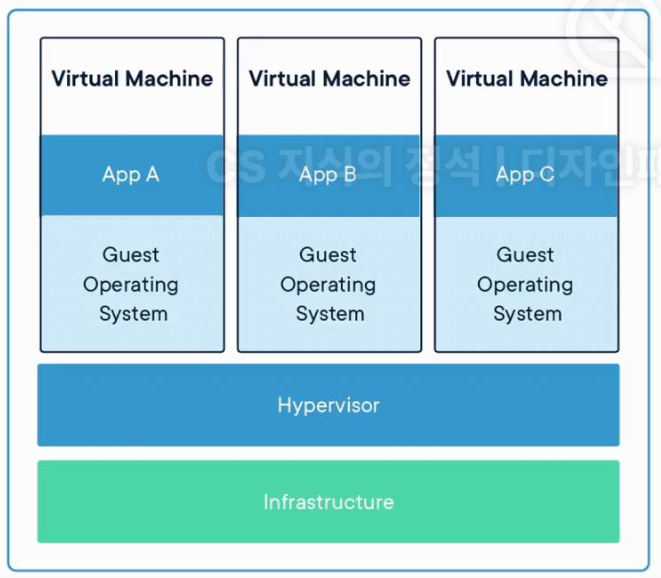 Virtual Machine
Virtual Machine
Virtual Machine
CS 지식의 정석 | 디자인패
App A
App B
App C
Guest
Operating
System
Guest
Operating
System
Guest
Operating
System
Hypervisor
Infrastructure